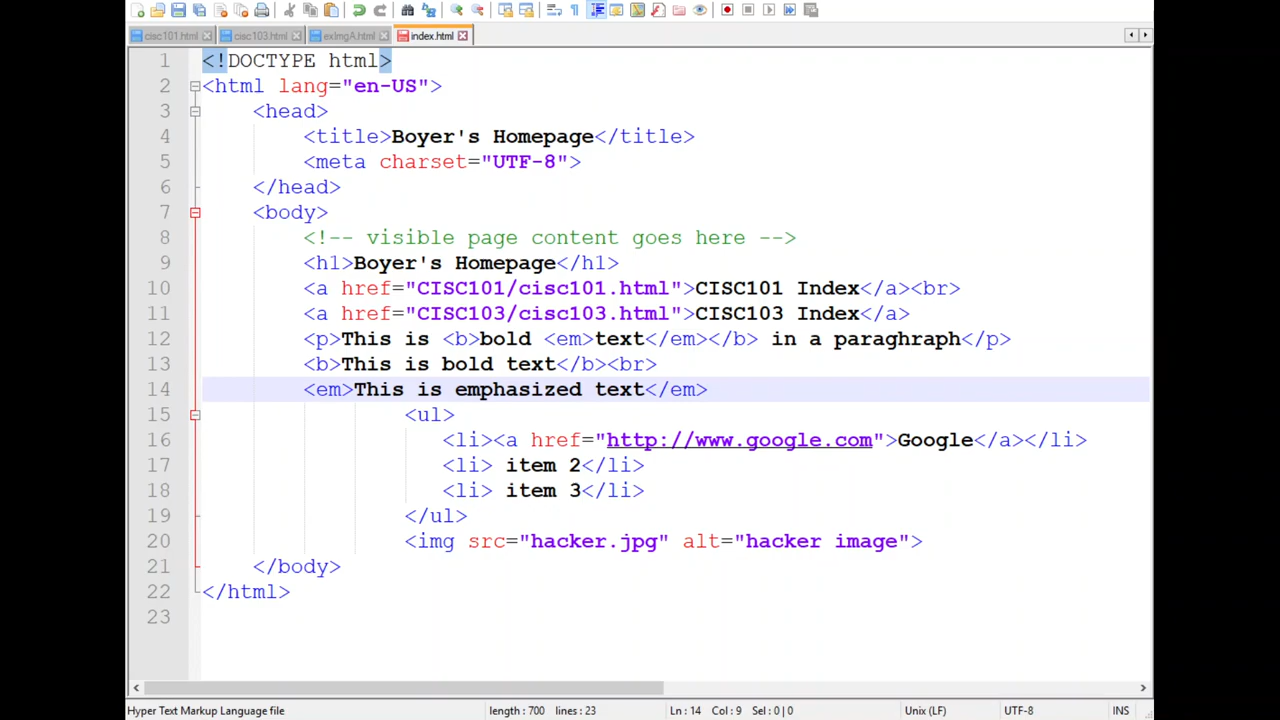 cisc101.html cisc103.html exImgA.html index.html
1 <!DOCTYPE html>
2 <html lang="en-US">
3 <head>
4 <title>Boyer's Homepage</title>
5 <meta charset="UTF-8">
6 </head>
7 <body>
8 <!-- visible page content goes here -->
9 <h1>Boyer's Homepage</h1>
10 <a href="CISC101/cisc101.html">CISC101 Index</a><br>
11 <a href="CISC103/cisc103.html">CISC103 Index</a>
12 <p>This is <b>bold <em>text</em></b> in a paraghraph</p>
13 <b>This is bold text</b><br>
14 <em>This is emphasized text</em>
15 <ul>
16 <li><a href="http://www.google.com">Google</a></li>
17 <li> item 2</li>
18 <li> item 3</li>
19 </ul>
20 <img src="hacker.jpg" alt="hacker image">
21 </body>
22 </html>
23
Hyper Text Markup Language file length : 700 lines : 23 Ln : 14 Col : 9 Sel : 0 | 0 Unix (LF) UTF-8 INS